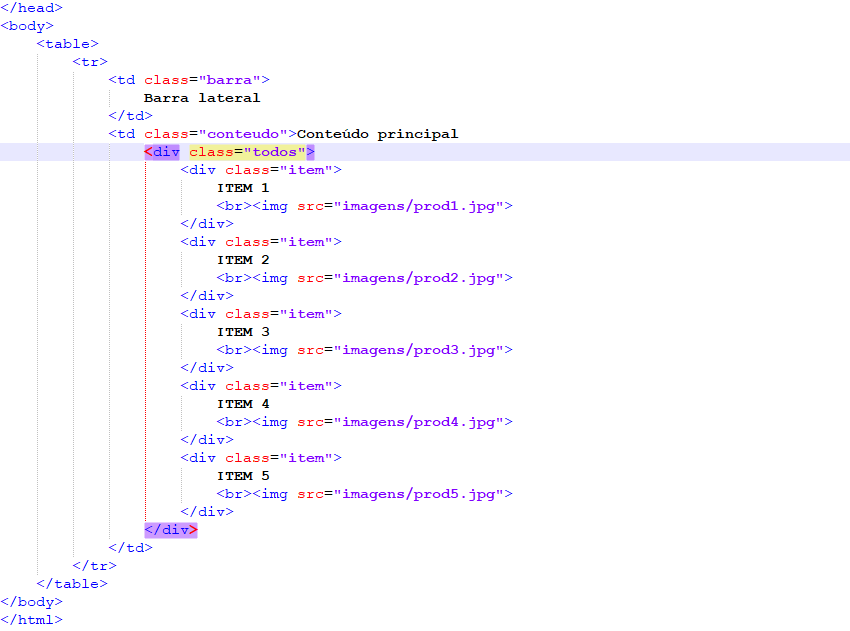 </head>
<body>
    <table>
        <tr>
            <td class="barra">
                Barra lateral
            </td>
            <td class="conteudo">Conteúdo principal
                <div class="todos">
                    <div class="item">
                        ITEM 1
                        <br><img src="imagens/prod1.jpg">
                    </div>
                    <div class="item">
                        ITEM 2
                        <br><img src="imagens/prod2.jpg">
                    </div>
                    <div class="item">
                        ITEM 3
                        <br><img src="imagens/prod3.jpg">
                    </div>
                    <div class="item">
                        ITEM 4
                        <br><img src="imagens/prod4.jpg">
                    </div>
                    <div class="item">
                        ITEM 5
                        <br><img src="imagens/prod5.jpg">
                    </div>
                </div>
            </td>
        </tr>
    </table>
</body>
</html>